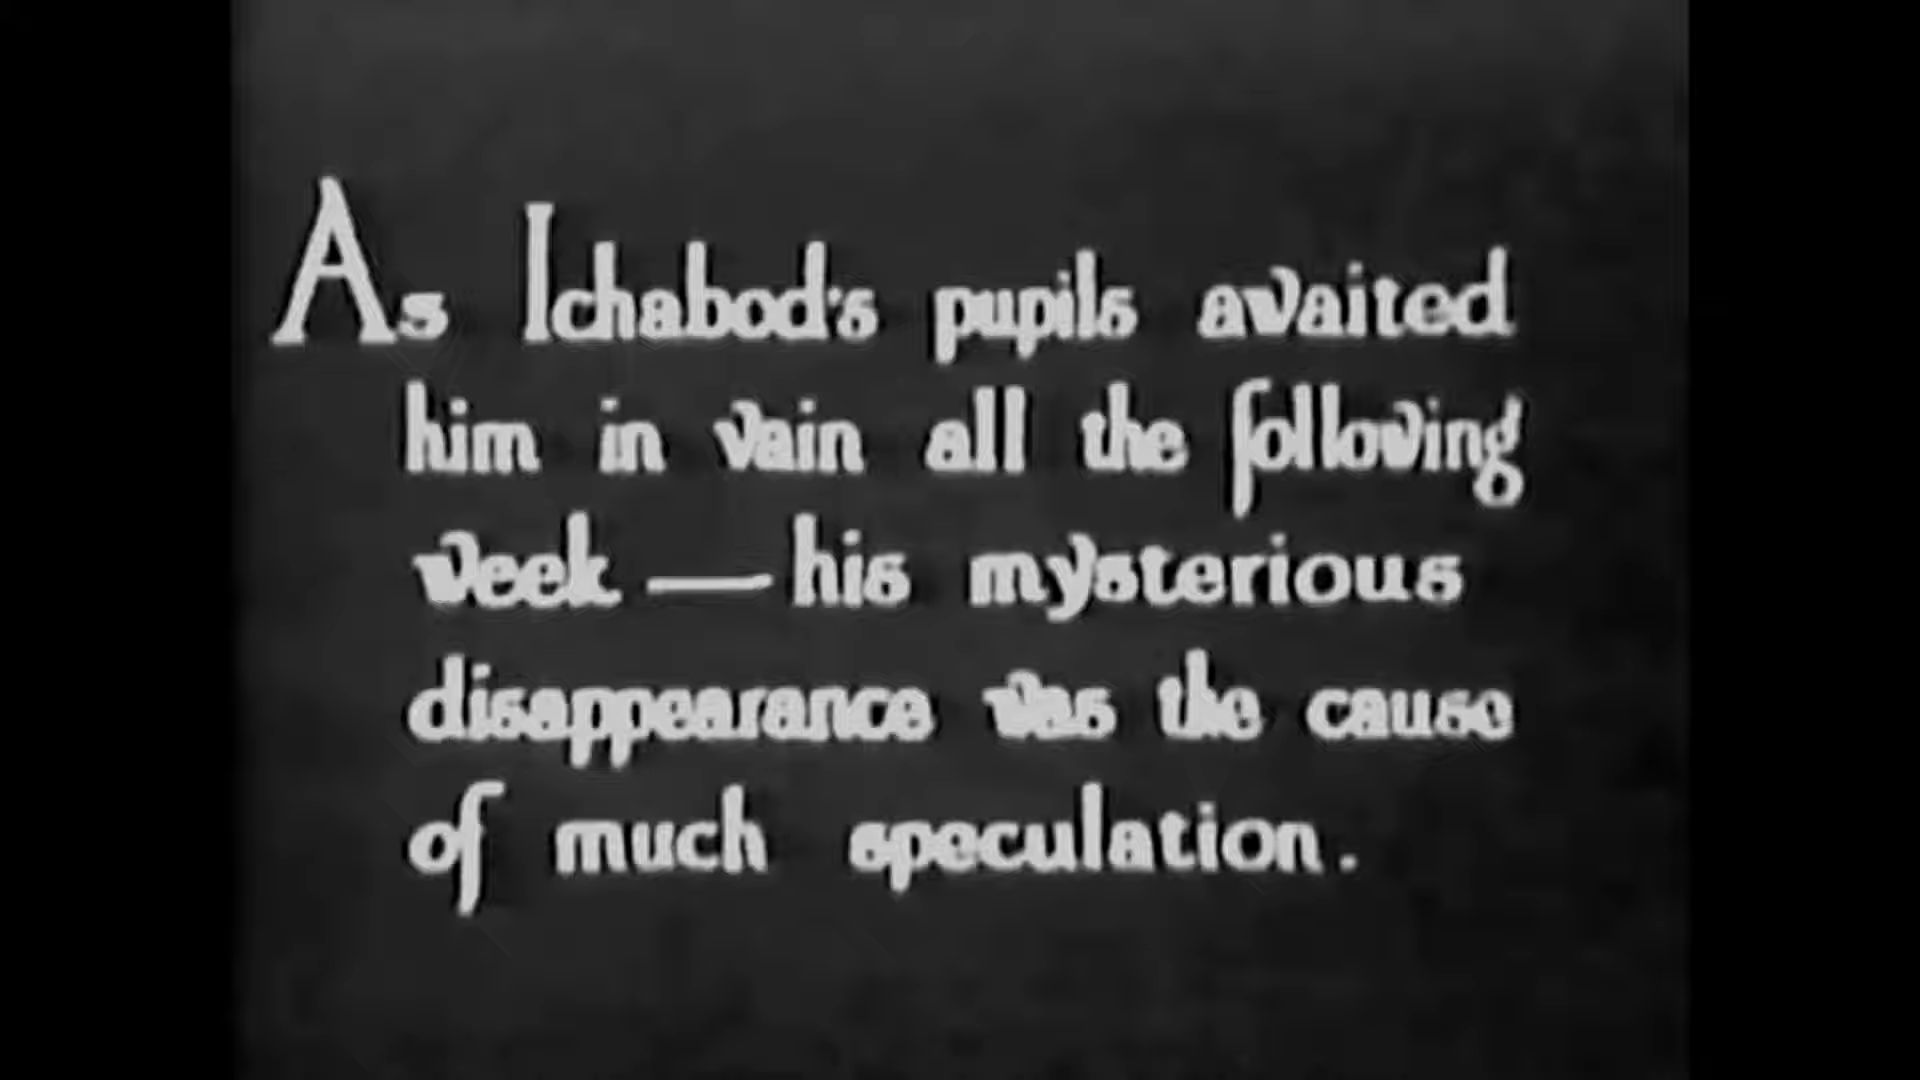 As Ichabod's pupils awaited
him in vain all the following
week — his mysterious
disappearance was the cause
of much speculation.